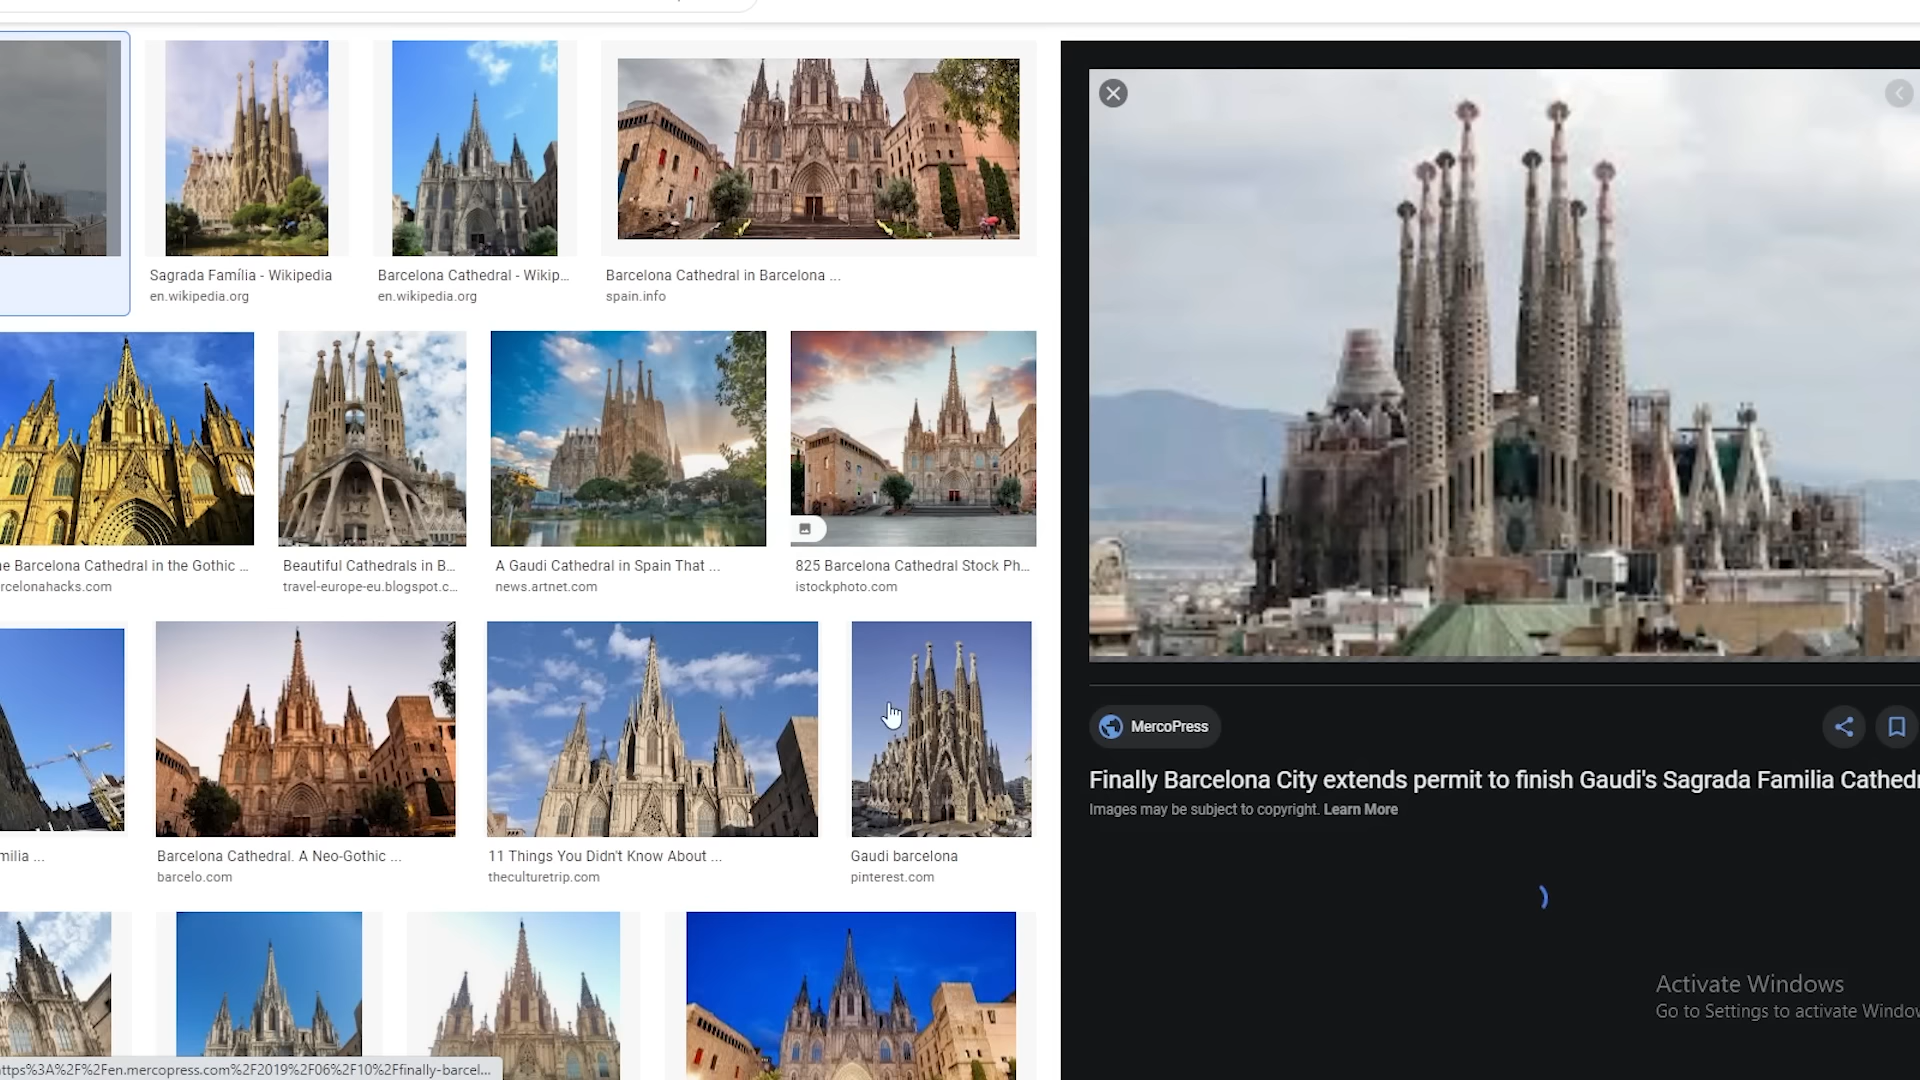 Sagrada Família - Wikipedia
en.wikipedia.org
Barcelona Cathedral - Wikip...
en.wikipedia.org
Barcelona Cathedral in Barcelona ...
spain.info
e Barcelona Cathedral in the Gothic ...
rcelonahacks.com
Beautiful Cathedrals in B...
travel-europe-eu.blogspot.c...
A Gaudi Cathedral in Spain That ...
news.artnet.com
825 Barcelona Cathedral Stock Ph...
istockphoto.com
milia ...
Barcelona Cathedral. A Neo-Gothic ...
barcelo.com
11 Things You Didn't Know About ...
theculturetrip.com
Gaudi barcelona
pinterest.com
ttps%3A%2F%2Fen.mercopress.com%2F2019%2F06%2F10%2Ffinally-barcel...
MercoPress
Finally Barcelona City extends permit to finish Gaudi's Sagrada Familia Cathedr
Images may be subject to copyright. Learn More
Activate Windows
Go to Settings to activate Window